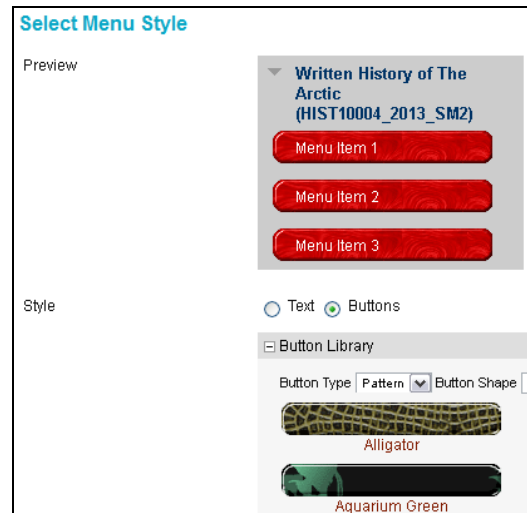 Select Menu Style
Preview
Written History of The
Arctic
(HIST10004_2013_SM2)
Menu Item 1
Menu Item 2
Menu Item 3
Style
Text
Buttons
Button Library
Button Type Pattern Button Shape
Alligator
Aquarium Green